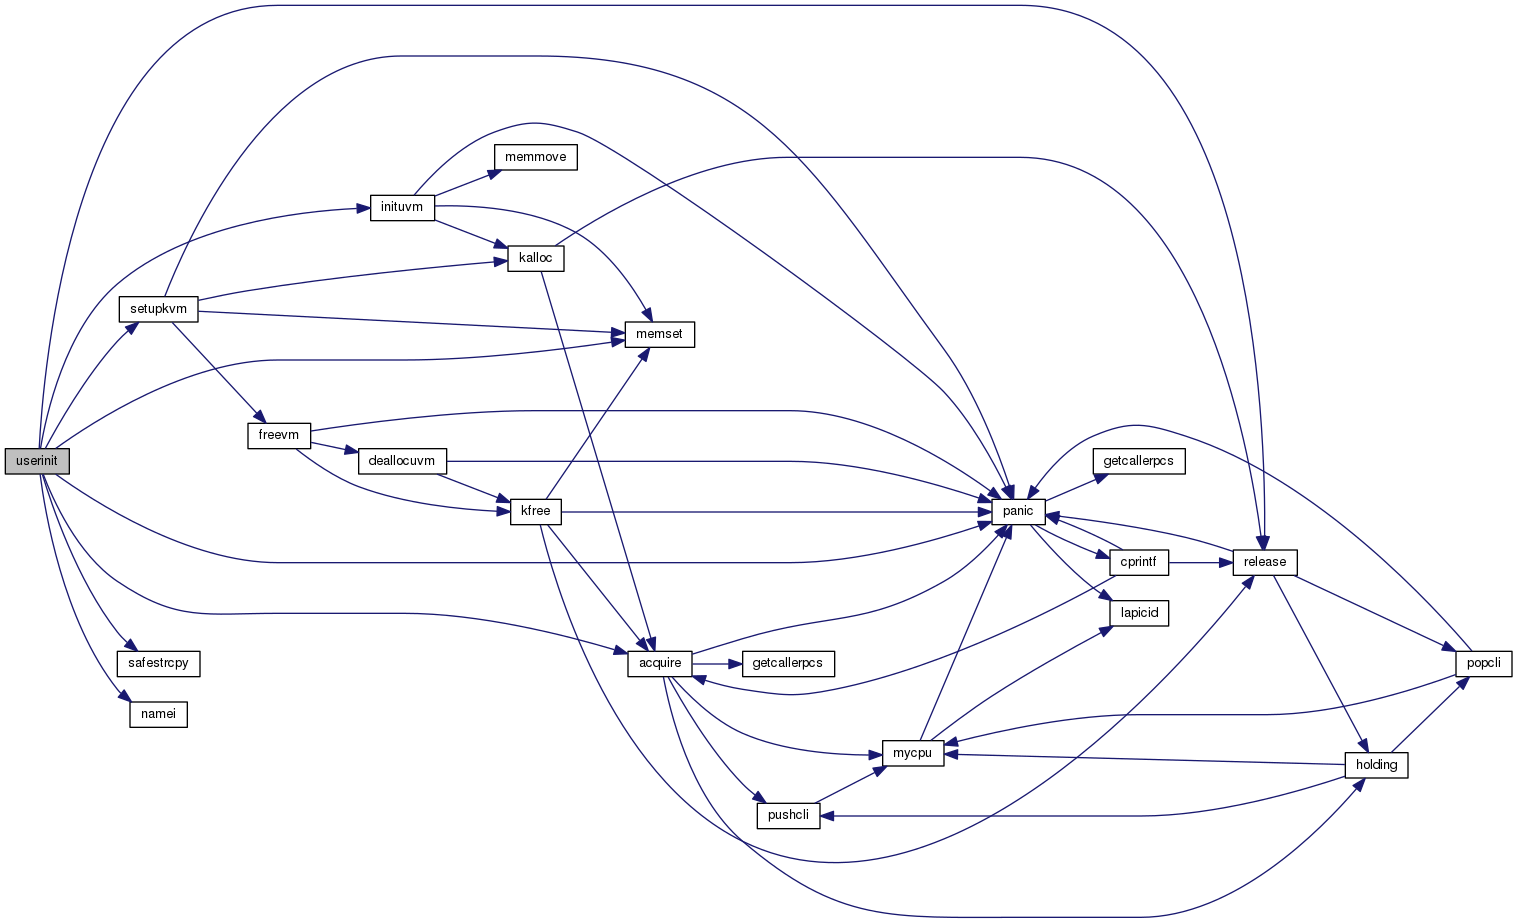 memmove
inituvm
kalloc
setupkvm
memset
freevm
userinit
deallocuvm
getcallerpcs
kfree
panic
cprintf
release
lapicid
safestrcpy
acquire
getcallerpcs
popcli
namei
mycpu
holding
pushcli